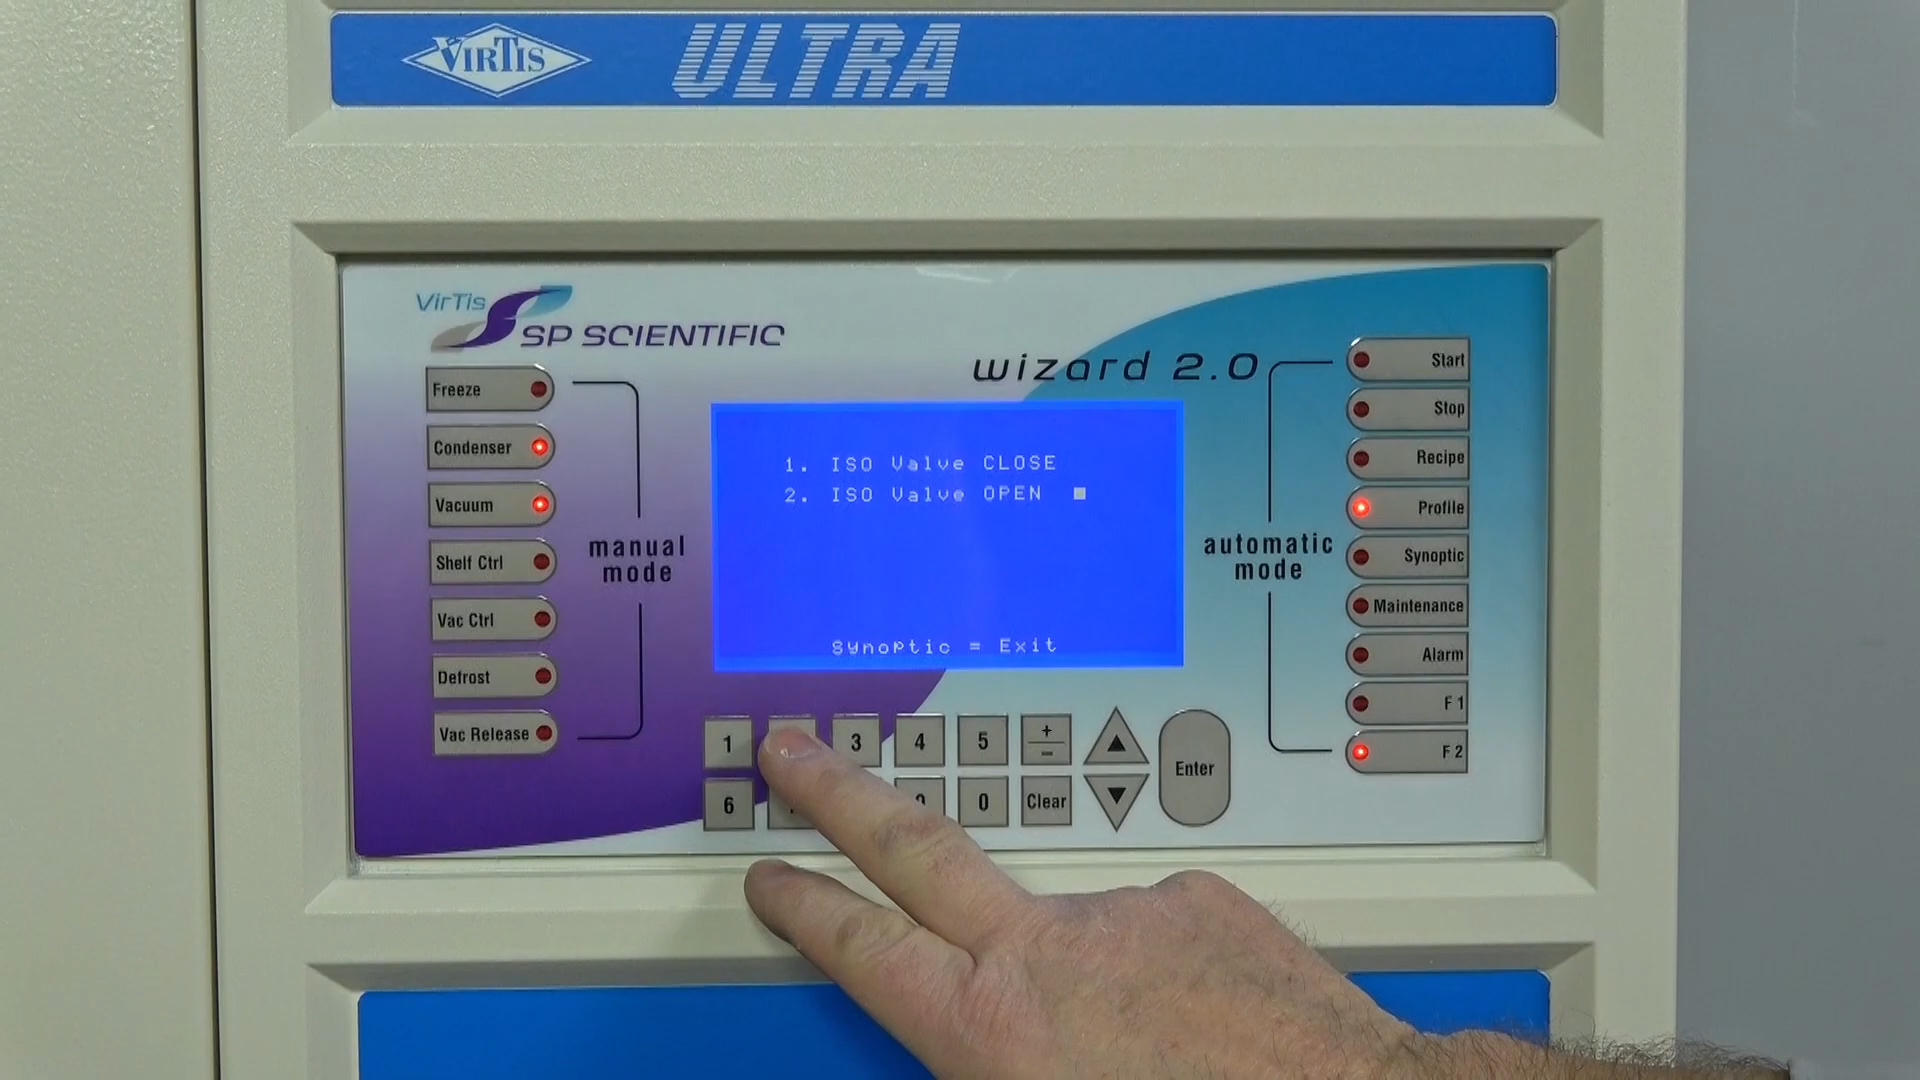 VIRTIS
ULTRA
VirTis
SP SCIENTIFIC
wizard 2.0
Freeze
Condenser
Vacuum
Shelf Ctrl
Vac Ctrl
Defrost
Vac Release
manual
mode
1. ISO Valve CLOSE
2. ISO Valve OPEN
Synoptic = Exit
automatic
mode
Start
Stop
Recipe
Profile
Synoptic
Maintenance
Alarm
F 1
F 2
1 3 4 5 + −
6 0 Clear
▲
▼
Enter